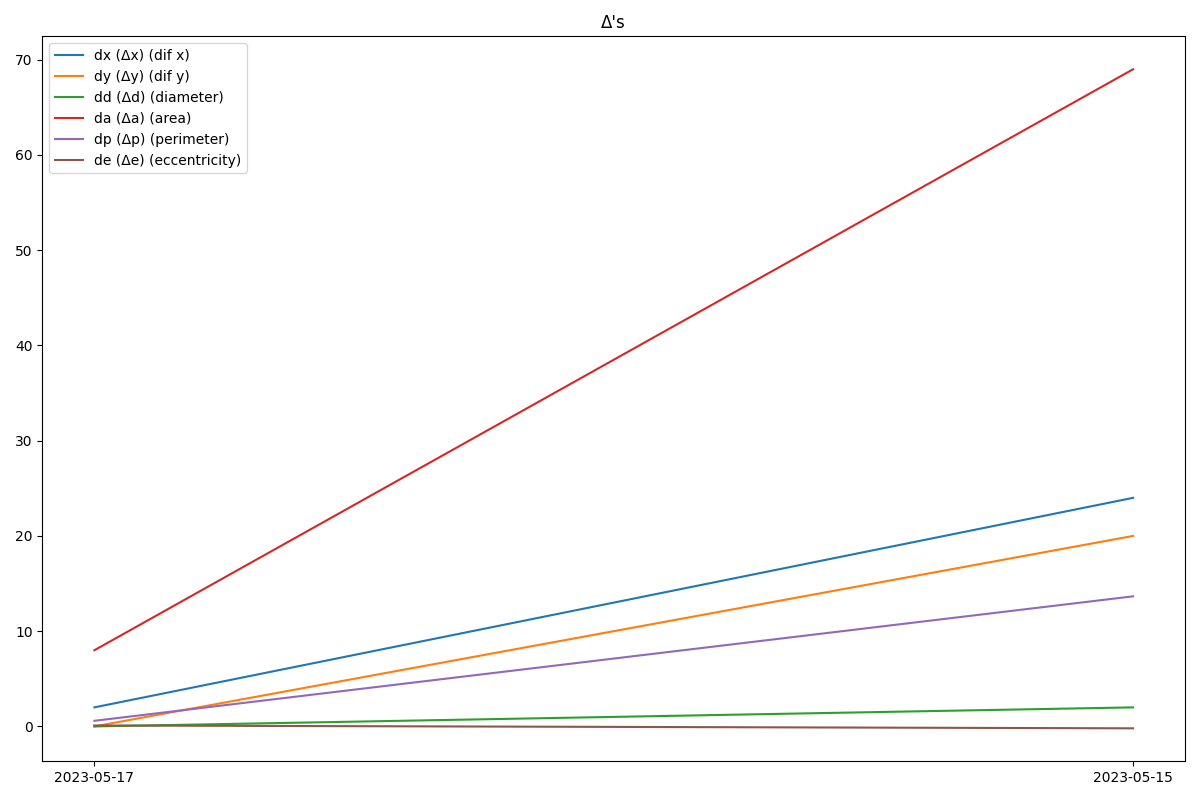 Δ's
dx (Δx) (dif x)
dy (Δy) (dif y)
dd (Δd) (diameter)
da (Δa) (area)
dp (Δp) (perimeter)
de (Δe) (eccentricity)
70
60
50
40
30
20
10
0
2023-05-17 2023-05-15